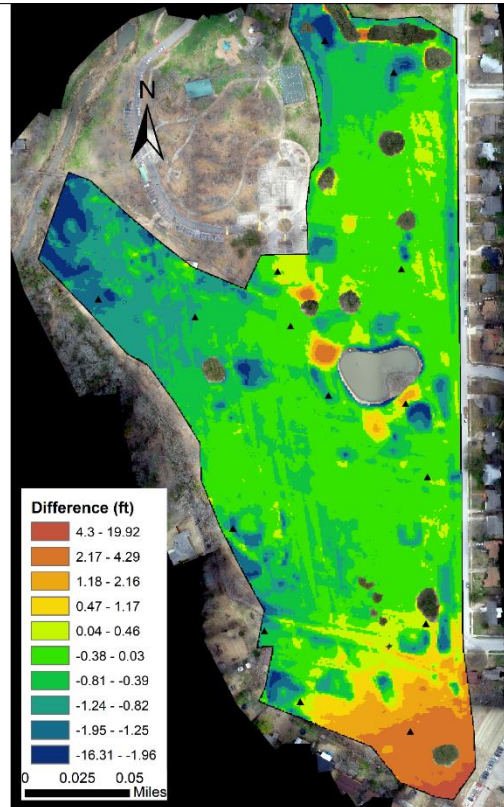 N
Difference (ft)
4.3 - 19.92
2.17 - 4.29
1.18 - 2.16
0.47 - 1.17
0.04 - 0.46
-0.38 - 0.03
-0.81 - -0.39
-1.24 - -0.82
-1.95 - -1.25
-16.31 - -1.96
0 0.025 0.05
Miles